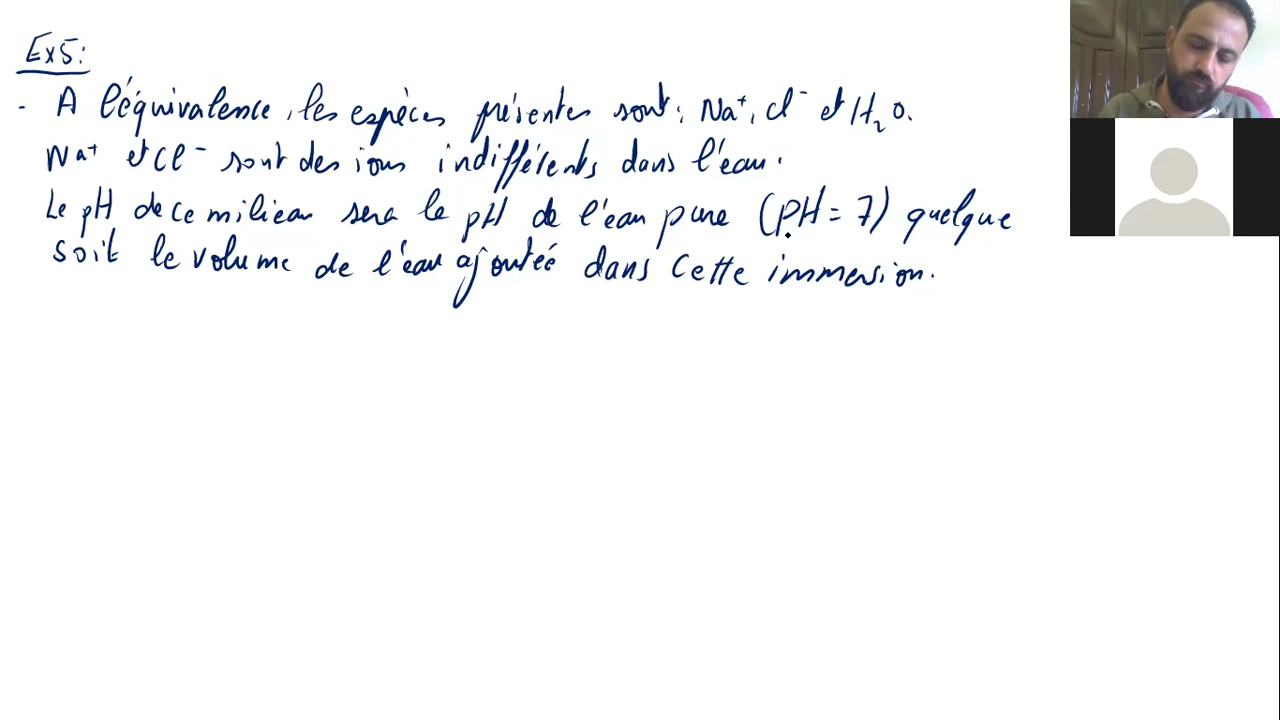 Ex5:
- A l'équivalence, les espèces présentes sont: Na⁺, Cl⁻ et H₂O.
Na⁺ et Cl⁻ sont des ions indifférents dans l'eau.
Le pH de ce milieau sera le pH de l'eau pure (pH = 7) quelque
soit le volume de l'eau ajoutée dans cette immersion.